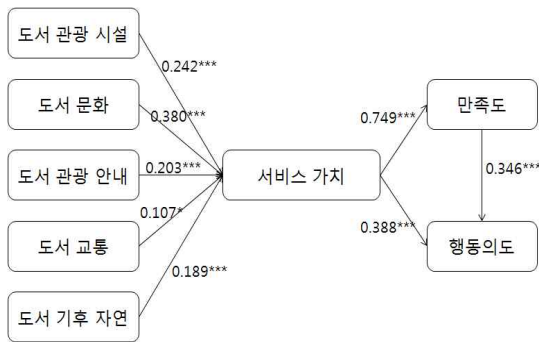 도서 관광 시설
0.242***
도서 문화
0.380***
만족도
0.749***
도서 관광 안내
0.203***
서비스 가치
0.346***
0.107*
도서 교통
0.388***
행동의도
0.189***
도서 기후 자연